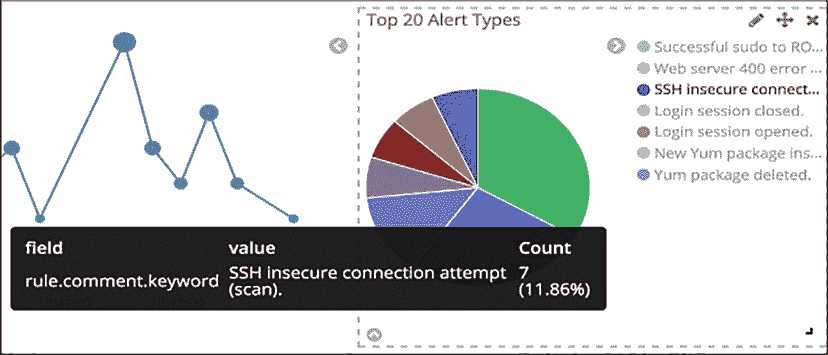 Top 20 Alert Types
Successful sudo to RO...
Web server 400 error ...
SSH insecure connect...
Login session closed.
Login session opened.
New Yum package ins...
Yum package deleted.
field value Count
rule.comment.keyword SSH insecure connection attempt 7
(scan). (11.86%)